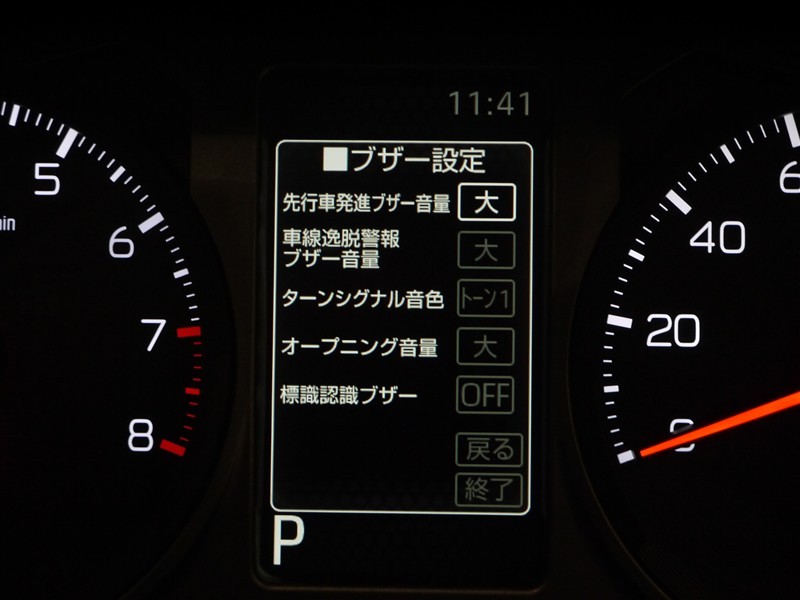 11:41
■ブザー設定
先行車発進ブザー音量 大
車線逸脱警報
ブザー音量 大
ターンシグナル音色 トーン1
オープニング音量 大
標識認識ブザー OFF
戻る
終了
P
5
6
7
8
40
20
0